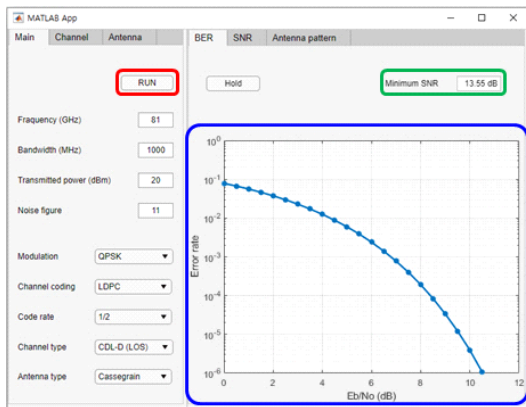 MATLAB App
Main Channel Antenna
BER SNR Antenna pattern
RUN
Hold
Minimum SNR 13.55 dB
Fraquency (GHz) 81
Bandwidth (MHz) 1000
Transmitted power (dBm) 20
Noise figure 11
Modulation QPSK
Channel coding LDPC
Code rate 1/2
Channel type CDL-D (LOS)
Antenna type Cassegrain
Error rate
10^0
10^-1
10^-2
10^-3
10^-4
10^-5
10^-6
0 2 4 6 8 10 12
Eb/No (dB)